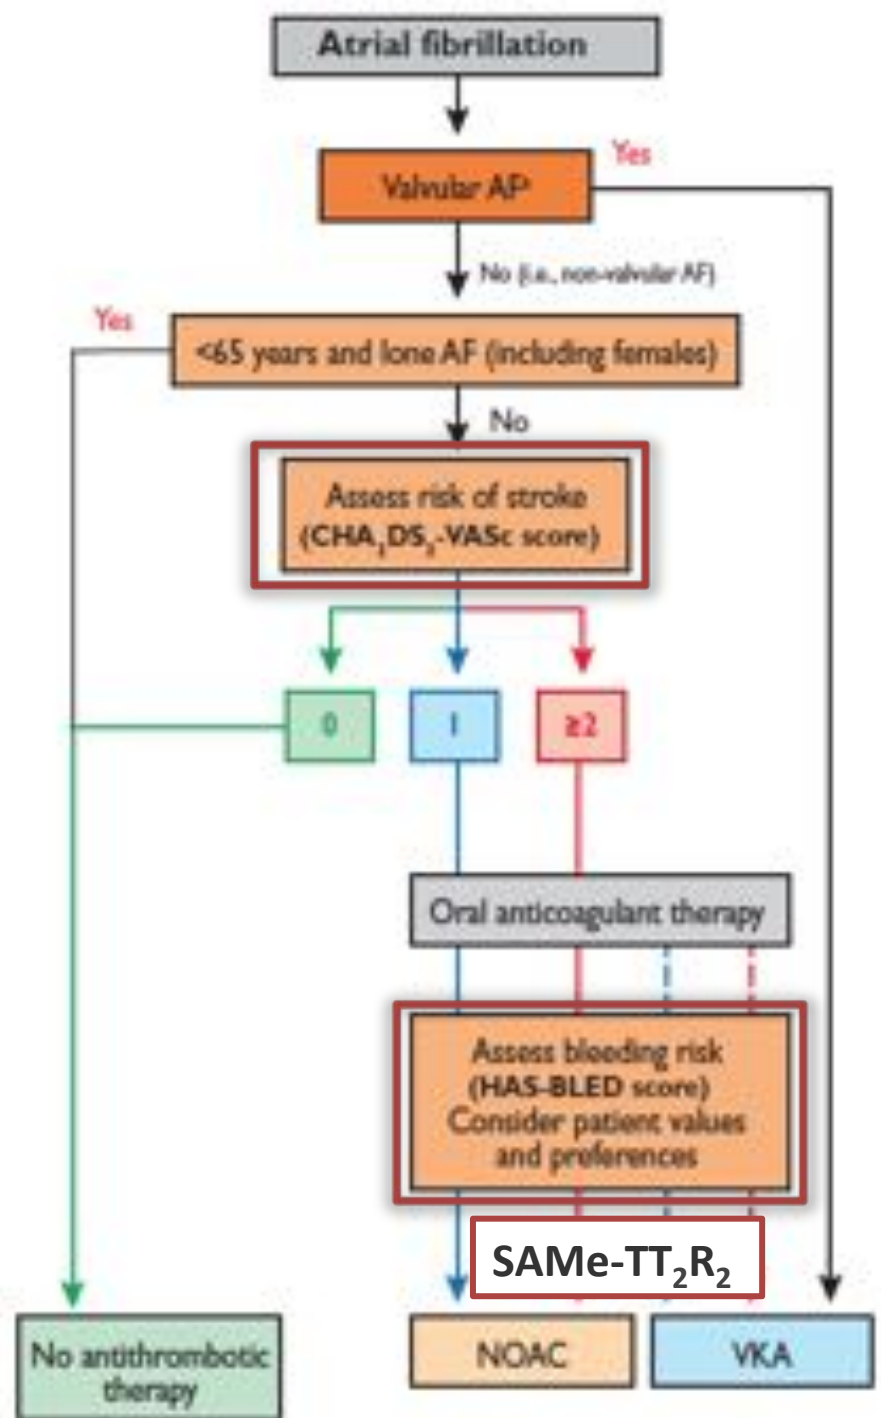 Atrial fibrillation
Yes
Valvular AFᵃ
No (i.e., non-valvular AF)
Yes
<65 years and lone AF (including females)
No
Assess risk of stroke
(CHA₂DS₂-VASc score)
0
1
≥2
Oral anticoagulant therapy
Assess bleeding risk
(HAS-BLED score)
Consider patient values
and preferences
SAMe-TT₂R₂
No antithrombotic
therapy
NOAC
VKA